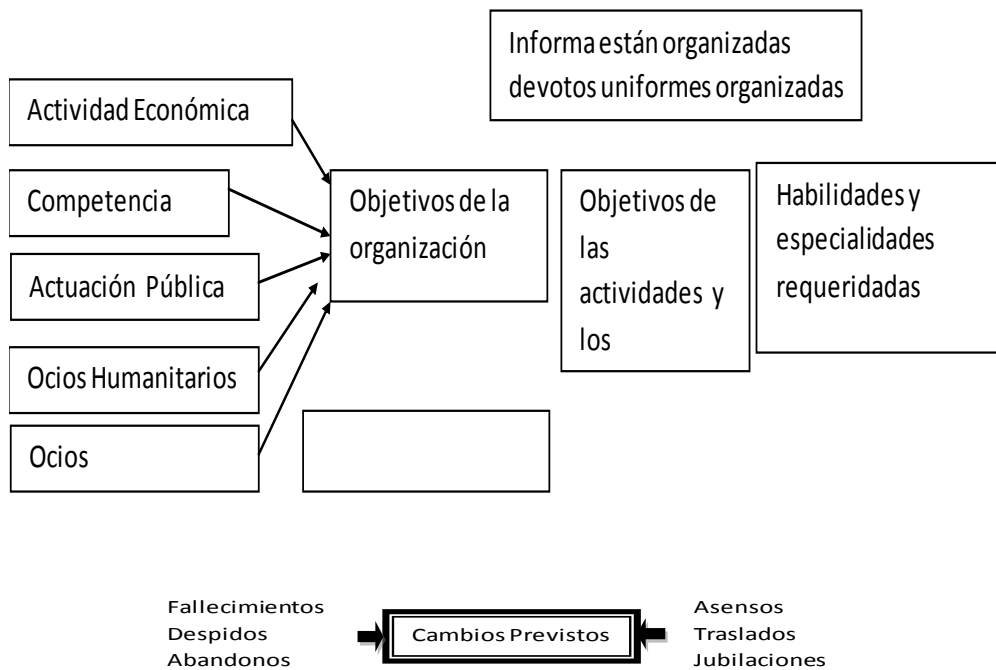 Informa están organizadas
devotos uniformes organizadas
Actividad Económica
Competencia
Actuación Pública
Ocios Humanitarios
Ocios
Objetivos de la
organización
Objetivos de
las
actividades y
los
Habilidades y
especialidades
requeridadas
Fallecimientos
Despidos
Abandonos
Cambios Previstos
Asensos
Traslados
Jubilaciones